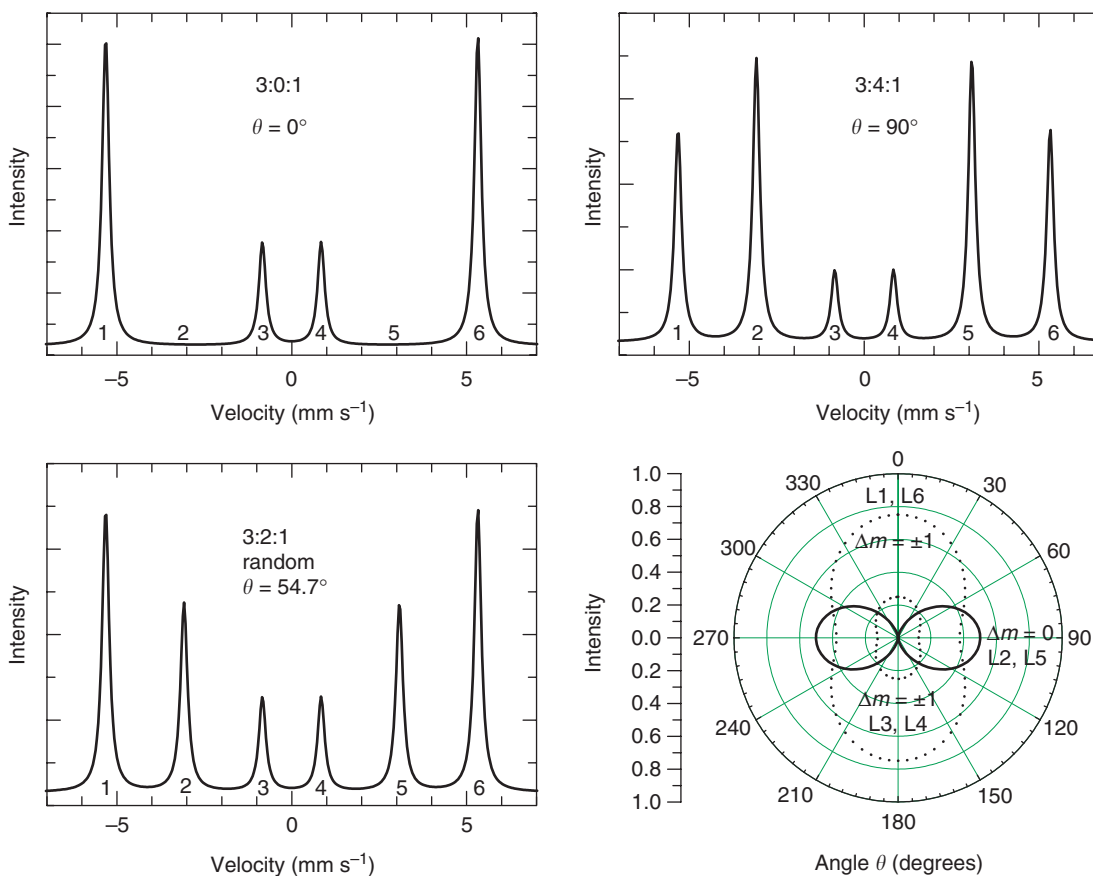 3:0:1
θ = 0°
Intensity
1 2 3 4 5 6
−5 0 5
Velocity (mm s⁻¹)
3:4:1
θ = 90°
Intensity
1 2 3 4 5 6
−5 0 5
Velocity (mm s⁻¹)
3:2:1
random
θ = 54.7°
Intensity
1 2 3 4 5 6
−5 0 5
Velocity (mm s⁻¹)
1.0
0.8
0.6
0.4
0.2
0.0
0.2
0.4
0.6
0.8
1.0
Intensity
0
330 30
L1, L6
300 60
Δm = ±1
270 90
Δm = 0
L2, L5
Δm = ±1
L3, L4
240 120
210 150
180
Angle θ (degrees)